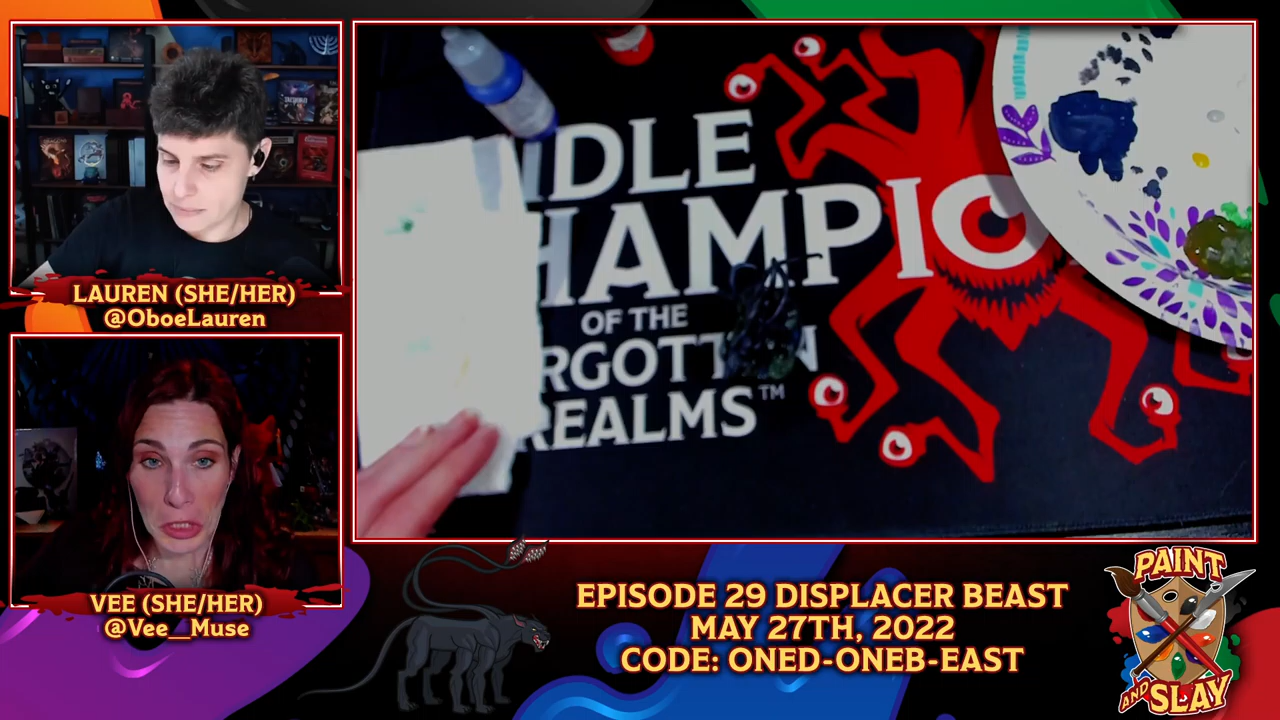 LAUREN (SHE/HER)
@OboeLauren
VEE (SHE/HER)
@Vee__Muse
IDLE
CHAMPIO
OF THE
RGOTT N
REALMS™
EPISODE 29 DISPLACER BEAST
MAY 27TH, 2022
CODE: ONED-ONEB-EAST
PAINT
AND SLAY